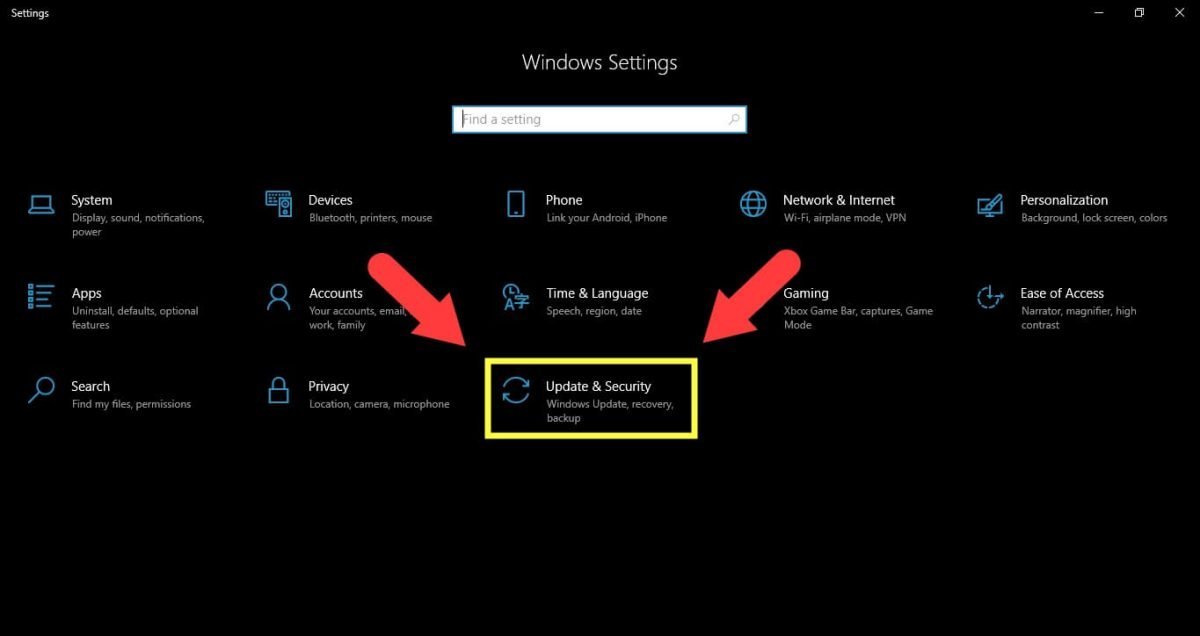 Settings
Windows Settings
Find a setting
System
Display, sound, notifications,
power
Devices
Bluetooth, printers, mouse
Phone
Link your Android, iPhone
Network & Internet
Wi-Fi, airplane mode, VPN
Personalization
Background, lock screen, colors
Apps
Uninstall, defaults, optional
features
Accounts
Your accounts, email,
work, family
Time & Language
Speech, region, date
Gaming
Xbox Game Bar, captures, Game
Mode
Ease of Access
Narrator, magnifier, high
contrast
Search
Find my files, permissions
Privacy
Location, camera, microphone
Update & Security
Windows Update, recovery,
backup